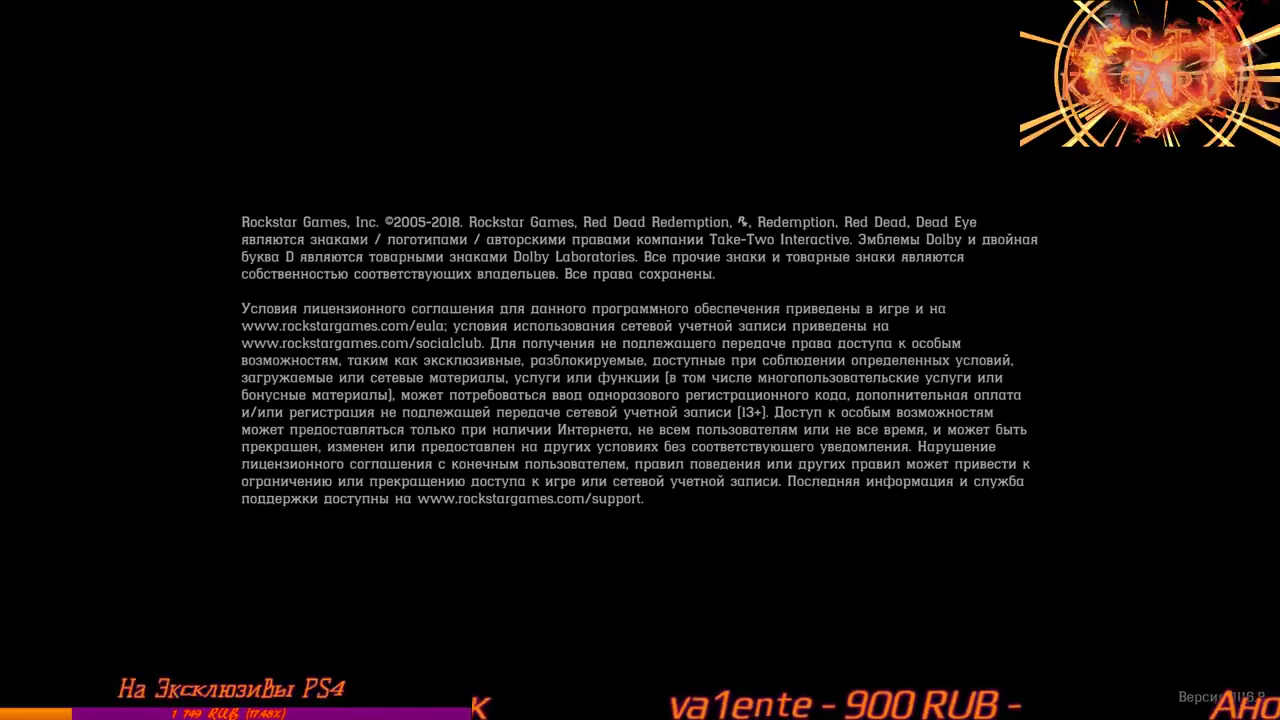 ASTI
KATARINA
Rockstar Games, Inc. ©2005-2018. Rockstar Games, Red Dead Redemption, R*, Redemption, Red Dead, Dead Eye
являются знаками / логотипами / авторскими правами компании Take-Two Interactive. Эмблемы Dolby и двойная
буква D являются товарными знаками Dolby Laboratories. Все прочие знаки и товарные знаки являются
собственностью соответствующих владельцев. Все права сохранены.
Условия лицензионного соглашения для данного программного обеспечения приведены в игре и на
www.rockstargames.com/eula; условия использования сетевой учетной записи приведены на
www.rockstargames.com/socialclub. Для получения не подлежащего передаче права доступа к особым
возможностям, таким как эксклюзивные, разблокируемые, доступные при соблюдении определенных условий,
загружаемые или сетевые материалы, услуги или функции (в том числе многопользовательские услуги или
бонусные материалы), может потребоваться ввод одноразового регистрационного кода, дополнительная оплата
и/или регистрация не подлежащей передаче сетевой учетной записи (13+). Доступ к особым возможностям
может предоставляться только при наличии Интернета, не всем пользователям или не все время, и может быть
прекращен, изменен или предоставлен на других условиях без соответствующего уведомления. Нарушение
лицензионного соглашения с конечным пользователем, правил поведения или других правил может привести к
ограничению или прекращению доступа к игре или сетевой учетной записи. Последняя информация и служба
поддержки доступны на www.rockstargames.com/support.
На Эксклюзивы PS4
1 749 RUB (17.48%)
к va1ente - 900 RUB - Ано